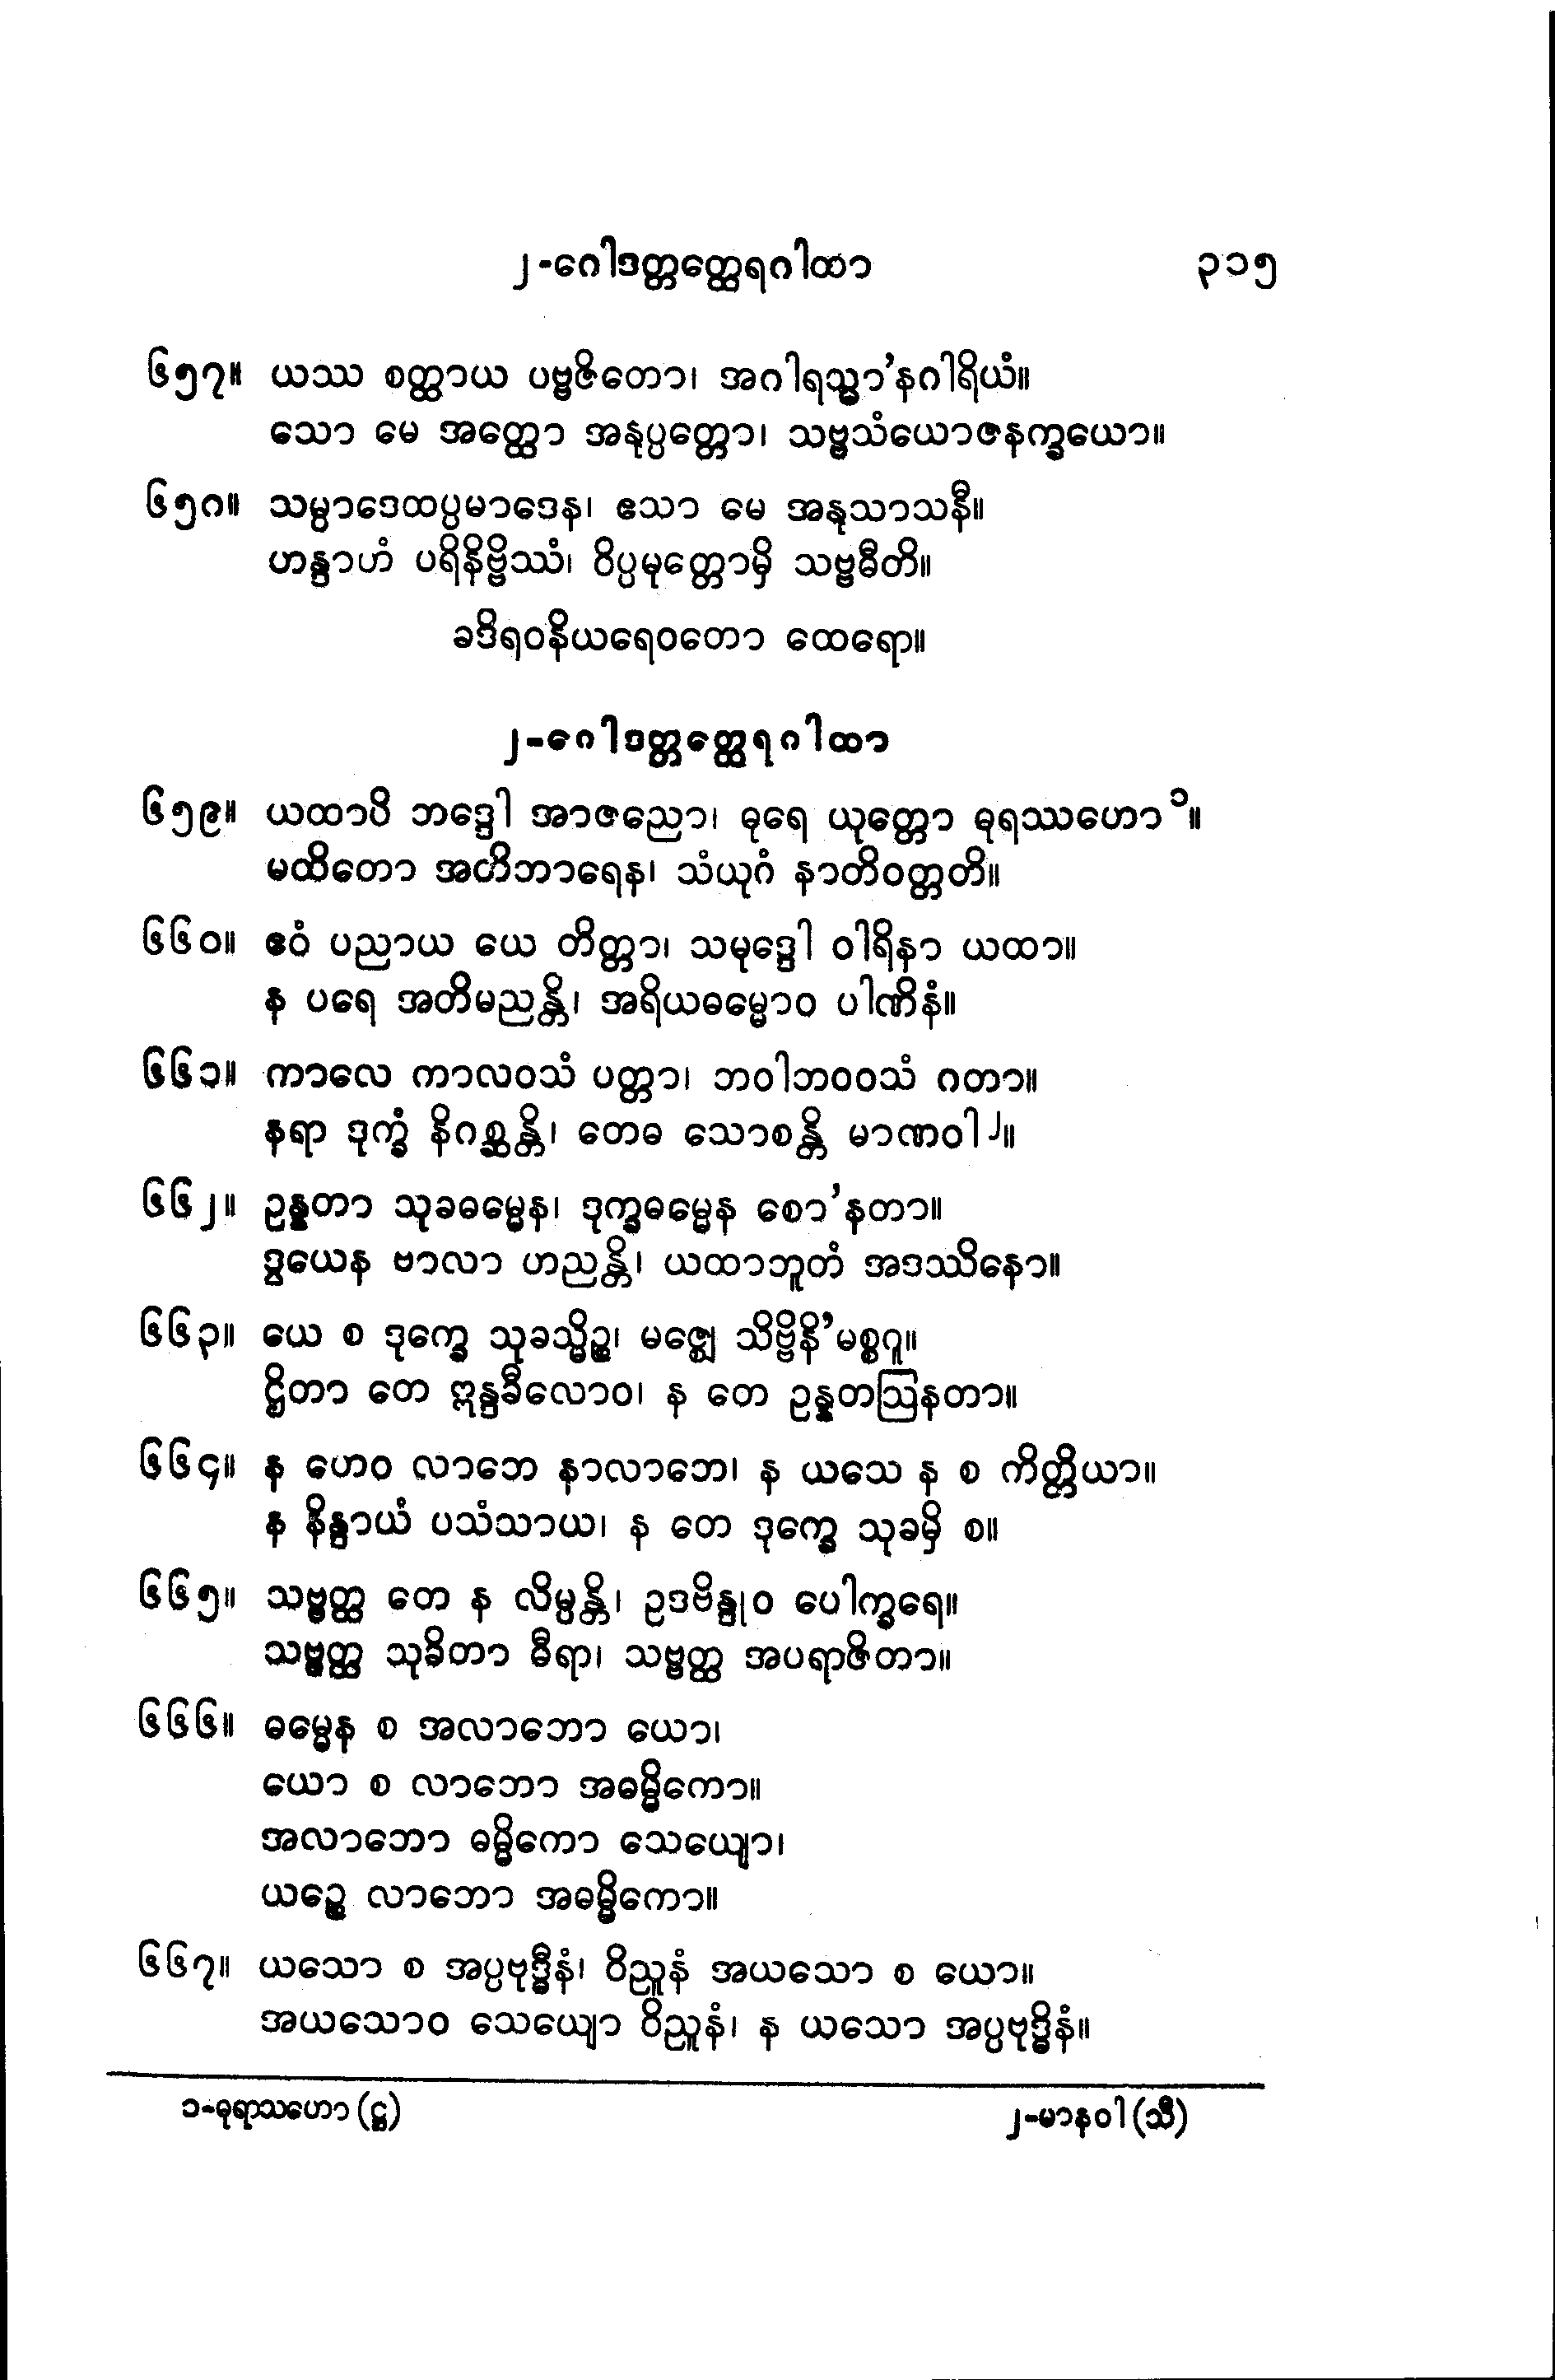 ၂-ဂေါဒတ္တတ္ထေရဂါထာ ၃၁၅
၆၅၇။ ယဿ စတ္ထာယ ပဗ္ဗဇိတော၊ အဂါရသ္မာ’နဂါရိယံ။
သော မေ အတ္ထော အနုပ္ပတ္တော၊ သဗ္ဗသံယောဇနက္ခယော။
၆၅၈။ သမ္ပာဒေထပ္ပမာဒေန၊ ဧသာ မေ အနုသာသနီ။
ဟန္ဒာဟံ ပရိနိဗ္ဗိဿံ၊ ဝိပ္ပမုတ္တောမှိ သဗ္ဗဓီတိ။
ခဒိရဝနိယရေဝတော ထေရော။
၂-ဂေါဒတ္တတ္ထေရဂါထာ
၆၅၉။ ယထာပိ ဘဒ္ဒေါ အာဇညော၊ ဓုရေ ယုတ္တော ဓုရဿဟော ၁။
မထိတော အတိဘာရေန၊ သံယုဂံ နာတိဝတ္တတိ။
၆၆၀။ ဧဝံ ပညာယ ယေ တိတ္တာ၊ သမုဒ္ဒေါ ဝါရိနာ ယထာ။
န ပရေ အတိမညန္တိ၊ အရိယဓမ္မောဝ ပါဏိနံ။
၆၆၁။ ကာလေ ကာလဝသံ ပတ္တာ၊ ဘဝါဘဝဝသံ ဂတာ။
နရာ ဒုက္ခံ နိဂစ္ဆန္တိ၊ တေဓ သောစန္တိ မာဏဝါ ၂။
၆၆၂။ ဥန္နတာ သုခဓမ္မေန၊ ဒုက္ခဓမ္မေန စော’နတာ။
ဒွယေန ဗာလာ ဟညန္တိ၊ ယထာဘူတံ အဒဿိနော။
၆၆၃။ ယေ စ ဒုက္ခေ သုခသ္မိဉ္စ၊ မဇ္ဈေ သိဗ္ဗိနိ’မစ္စဂူ။
ဌိတာ တေ ဣန္ဒခီလောဝ၊ န တေ ဥန္နတဩနတာ။
၆၆၄။ န ဟေဝ လာဘေ နာလာဘေ၊ န ယသေ န စ ကိတ္တိယာ။
န နိန္ဒာယံ ပသံသာယ၊ န တေ ဒုက္ခေ သုခမှိ စ။
၆၆၅။ သဗ္ဗတ္ထ တေ န လိမ္ပန္တိ၊ ဥဒဗိန္ဒုဝ ပေါက္ခရေ။
သဗ္ဗတ္ထ သုခိတာ ဓီရာ၊ သဗ္ဗတ္ထ အပရာဇိတာ။
၆၆၆။ ဓမ္မေန စ အလာဘော ယော၊
ယော စ လာဘော အဓမ္မိကော။
အလာဘော ဓမ္မိကော သေယျော၊
ယဉ္စေ လာဘော အဓမ္မိကော။
၆၆၇။ ယသော စ အပ္ပဗုဒ္ဓီနံ၊ ဝိညူနံ အယသော စ ယော။
အယသောဝ သေယျော ဝိညူနံ၊ န ယသော အပ္ပဗုဒ္ဓိနံ။
၁-ဓုရာသဟော (ဋ္ဌ) ၂-မာနဝါ (သီ)